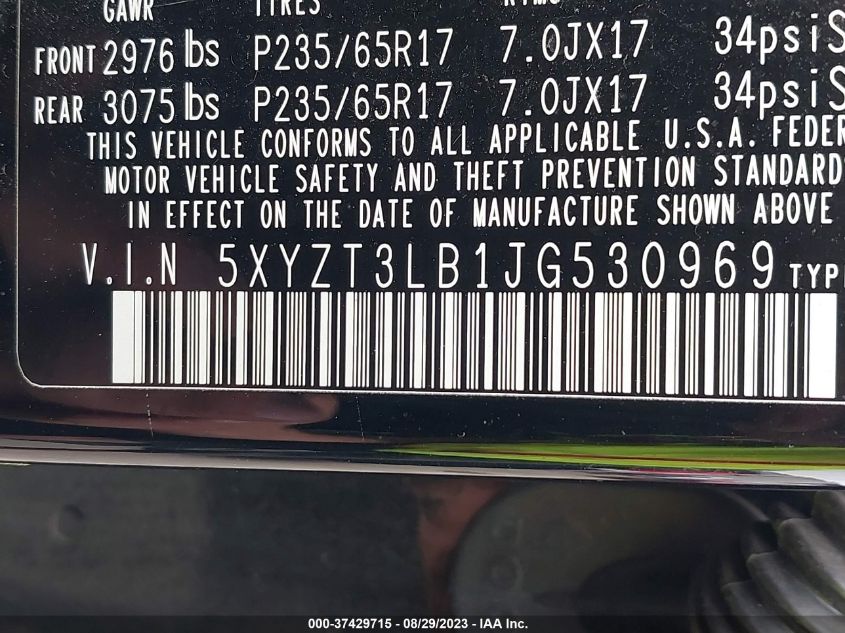 GAWR TIRES
FRONT 2976 lbs P235/65R17 7.0JX17 34psi
REAR 3075 lbs P235/65R17 7.0JX17 34psi
THIS VEHICLE CONFORMS TO ALL APPLICABLE U.S.A. FEDER
MOTOR VEHICLE SAFETY AND THEFT PREVENTION STANDARD
IN EFFECT ON THE DATE OF MANUFACTURE SHOWN ABOVE
V.I.N 5XYZT3LB1JG530969 TYP
000-37429715 - 08/29/2023 - IAA Inc.